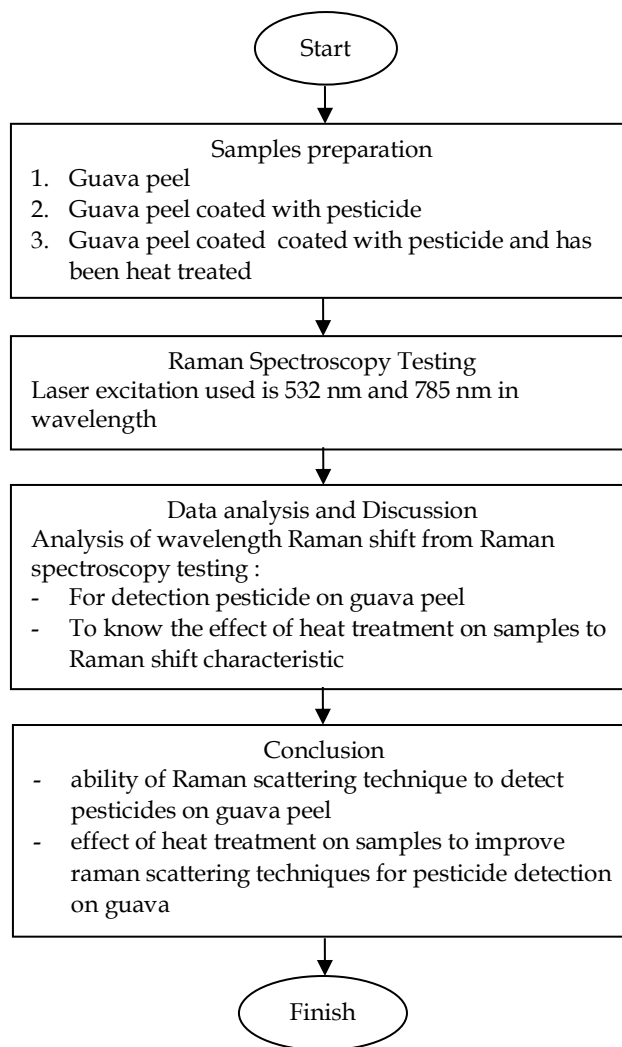 Start
Samples preparation
1. Guava peel
2. Guava peel coated with pesticide
3. Guava peel coated coated with pesticide and has
been heat treated
Raman Spectroscopy Testing
Laser excitation used is 532 nm and 785 nm in
wavelength
Data analysis and Discussion
Analysis of wavelength Raman shift from Raman
spectroscopy testing :
- For detection pesticide on guava peel
- To know the effect of heat treatment on samples to
Raman shift characteristic
Conclusion
- ability of Raman scattering technique to detect
pesticides on guava peel
- effect of heat treatment on samples to improve
raman scattering techniques for pesticide detection
on guava
Finish